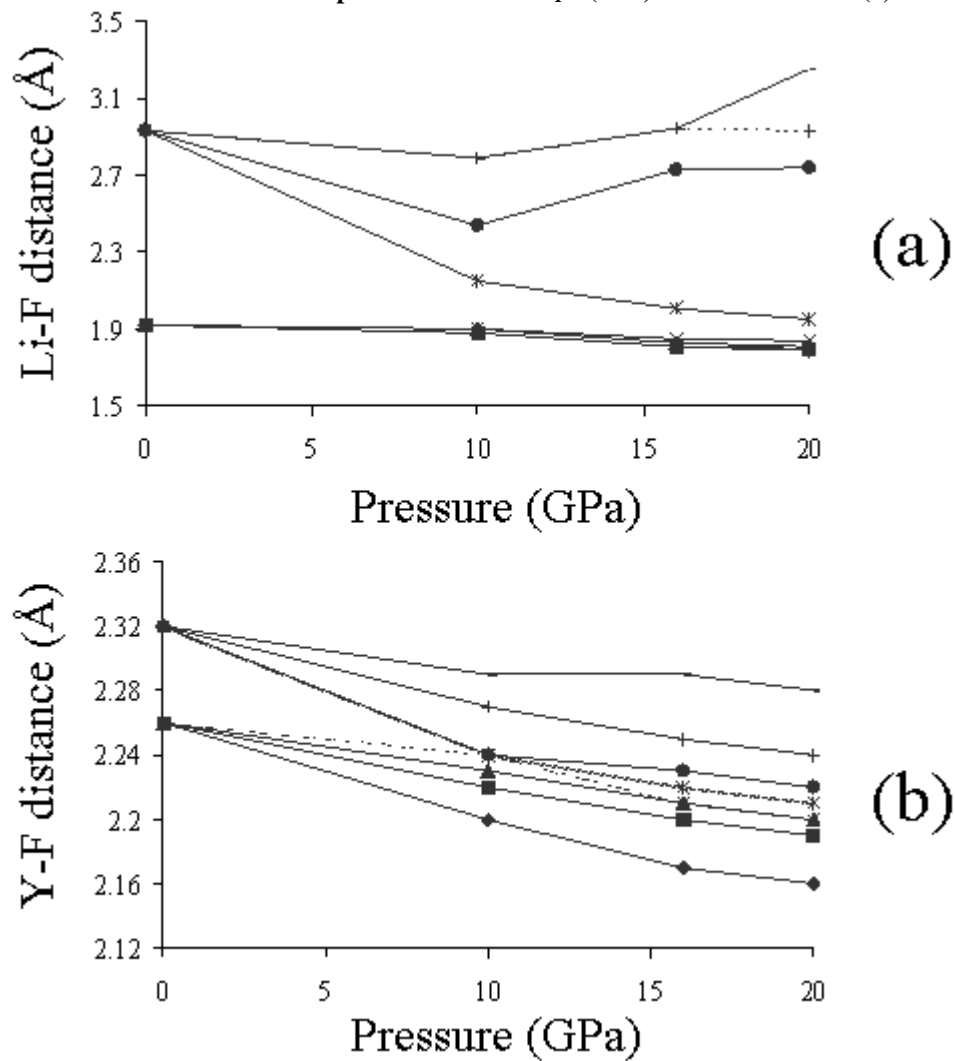 3.5
3.1
2.7
2.3
1.9
1.5
Li-F distance (Å)
(a)
0 5 10 15 20
Pressure (GPa)
2.36
2.32
2.28
2.24
2.2
2.16
2.12
Y-F distance (Å)
(b)
0 5 10 15 20
Pressure (GPa)